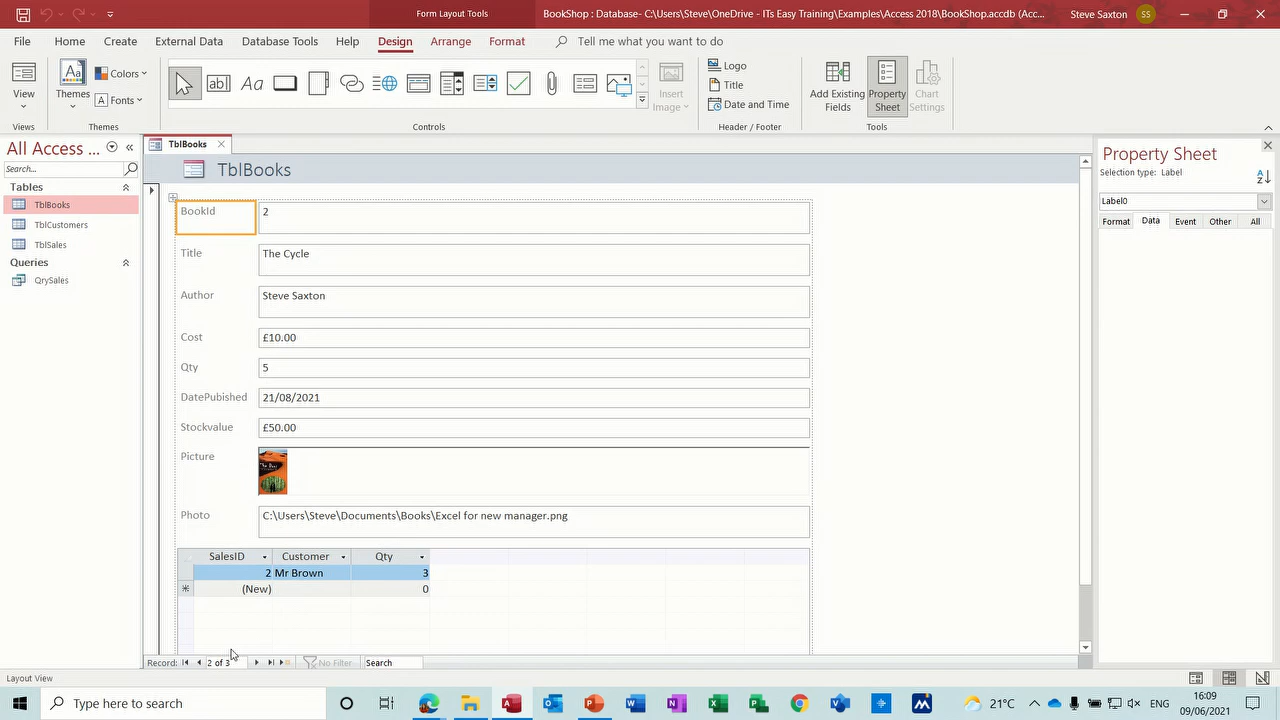 Form Layout Tools
BookShop : Database- C:\Users\Steve\OneDrive - ITs Easy Training\Examples\Access 2018\BookShop.accdb (Acc...
Steve Saxton
SS
File Home Create External Data Database Tools Help Design Arrange Format Tell me what you want to do
View
Views
Themes
Colors
Fonts
Themes
Controls
Insert
Image
Logo
Title
Date and Time
Header / Footer
Add Existing
Fields
Property
Sheet
Chart
Settings
Tools
All Access ...
Search...
Tables
TblBooks
TblCustomers
TblSales
Queries
QrySales
TblBooks
TblBooks
BookId 2
Title The Cycle
Author Steve Saxton
Cost £10.00
Qty 5
DatePubished 21/08/2021
Stockvalue £50.00
Picture
Photo C:\Users\Steve\Documents\Books\Excel for new manager.png
SalesID Customer Qty
2 Mr Brown 3
(New) 0
Record: 2 of 3 No Filter Search
Property Sheet
Selection type: Label
Label0
Format Data Event Other All
Layout View
Type here to search
21°C
ENG
16:09
09/06/2021